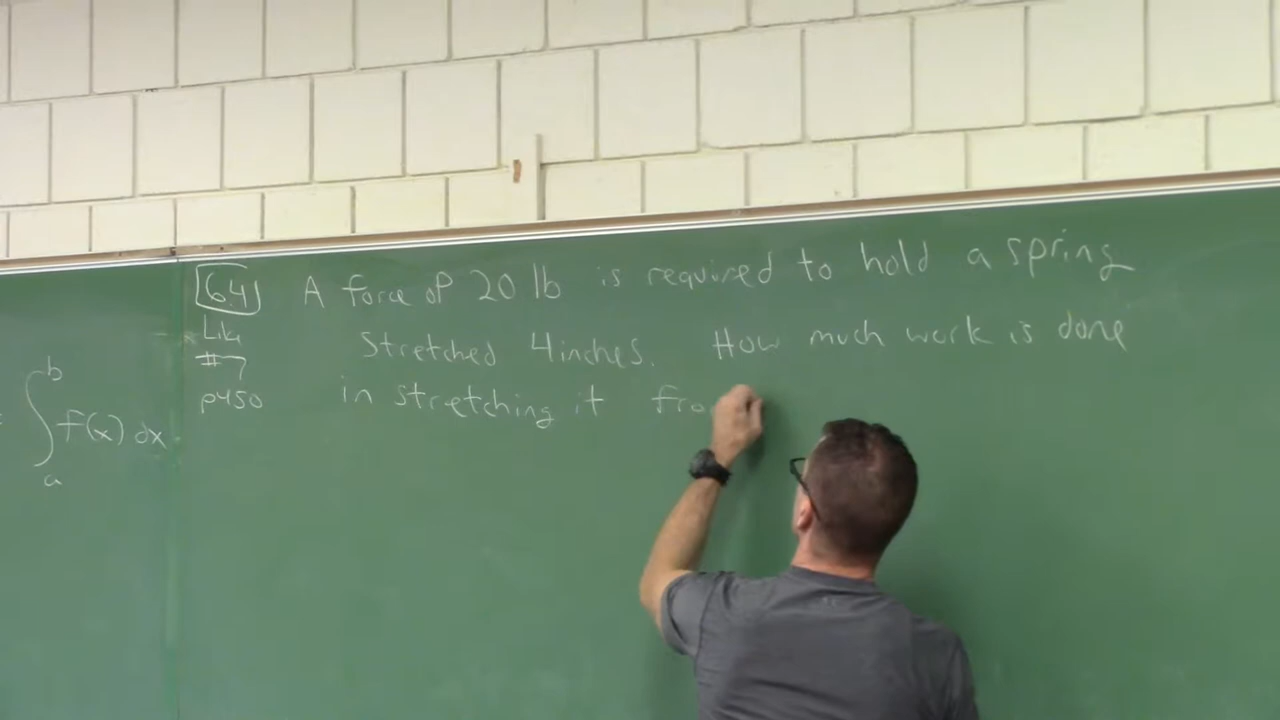 b
∫ f(x) dx
a
6.4 A force of 20 lb is required to hold a spring
Like
Stretched 4 inches. How much work is done
#7
p450 in stretching it fro